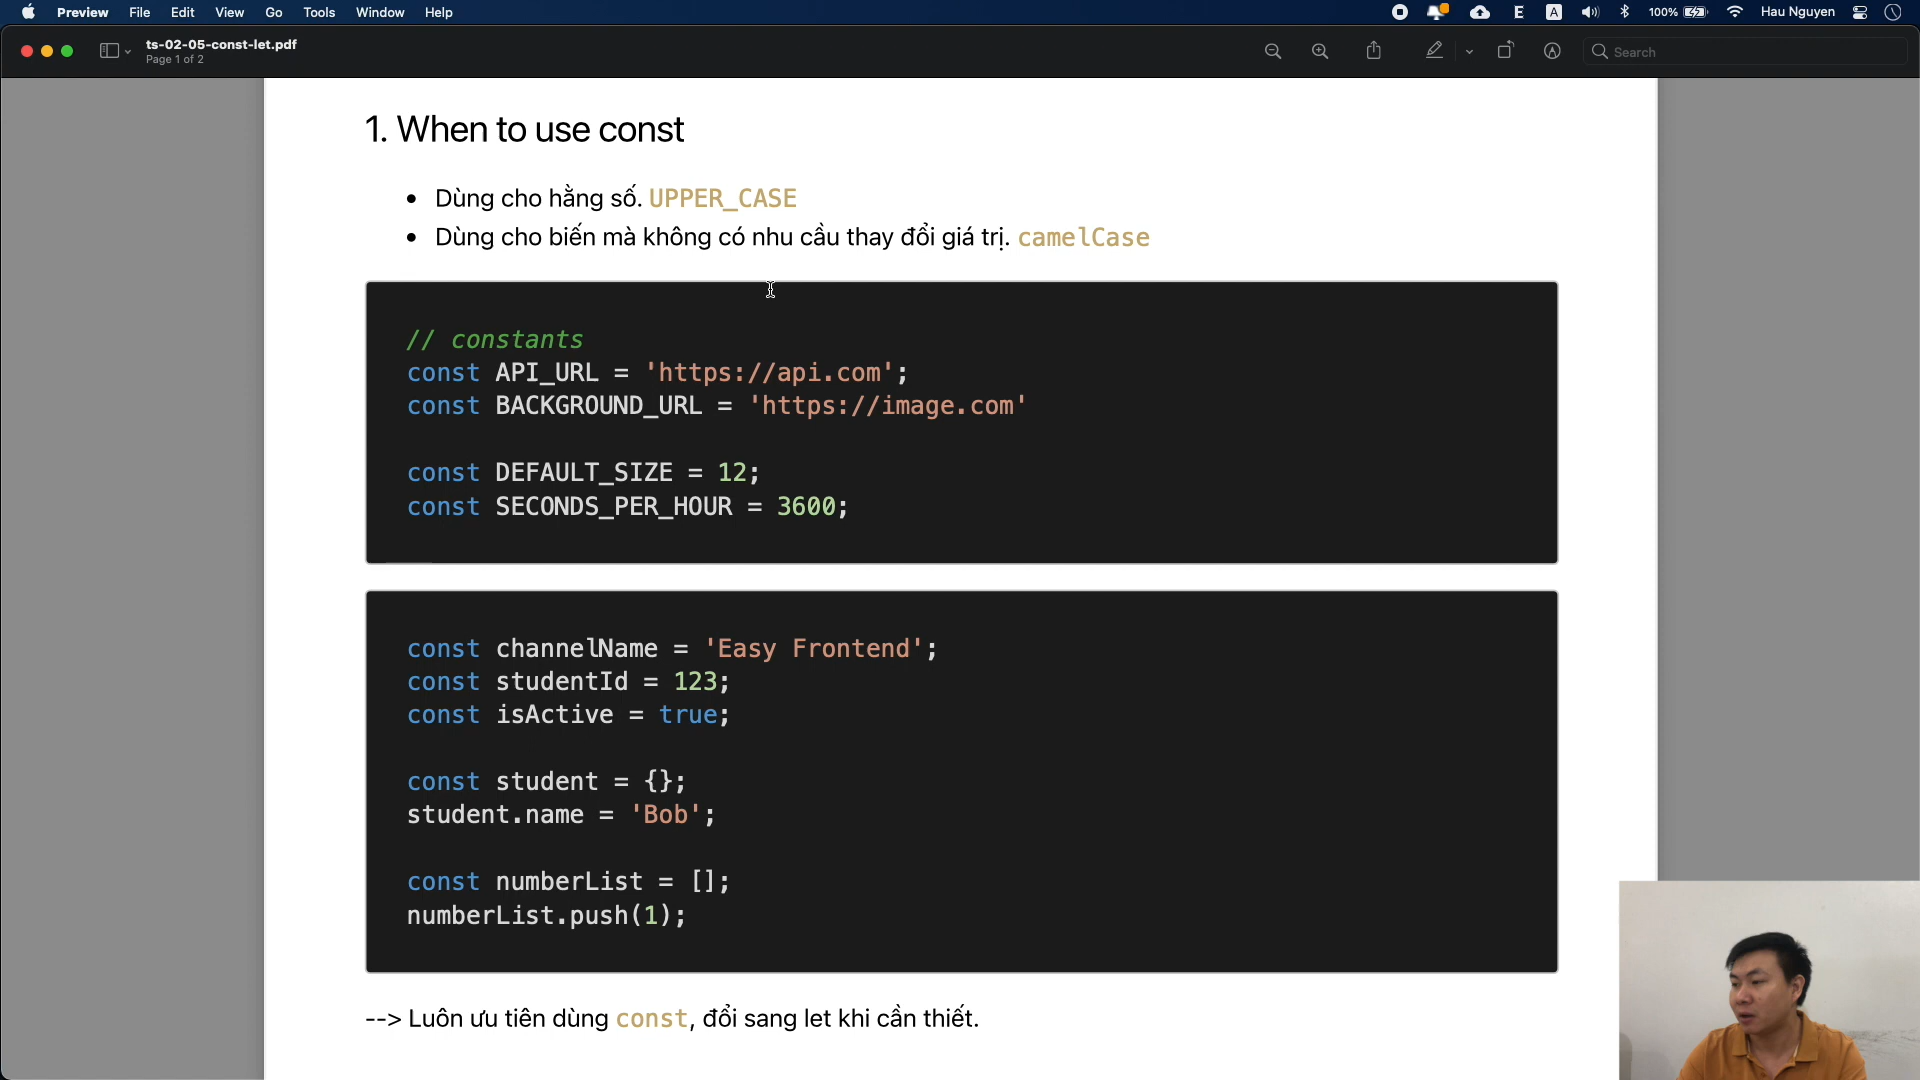 Preview File Edit View Go Tools Window Help
E A 100% Hau Nguyen
ts-02-05-const-let.pdf
Page 1 of 2
Search
1. When to use const
• Dùng cho hằng số. UPPER_CASE
• Dùng cho biến mà không có nhu cầu thay đổi giá trị. camelCase
// constants
const API_URL = 'https://api.com';
const BACKGROUND_URL = 'https://image.com'
const DEFAULT_SIZE = 12;
const SECONDS_PER_HOUR = 3600;
const channelName = 'Easy Frontend';
const studentId = 123;
const isActive = true;
const student = {};
student.name = 'Bob';
const numberList = [];
numberList.push(1);
--> Luôn ưu tiên dùng const, đổi sang let khi cần thiết.